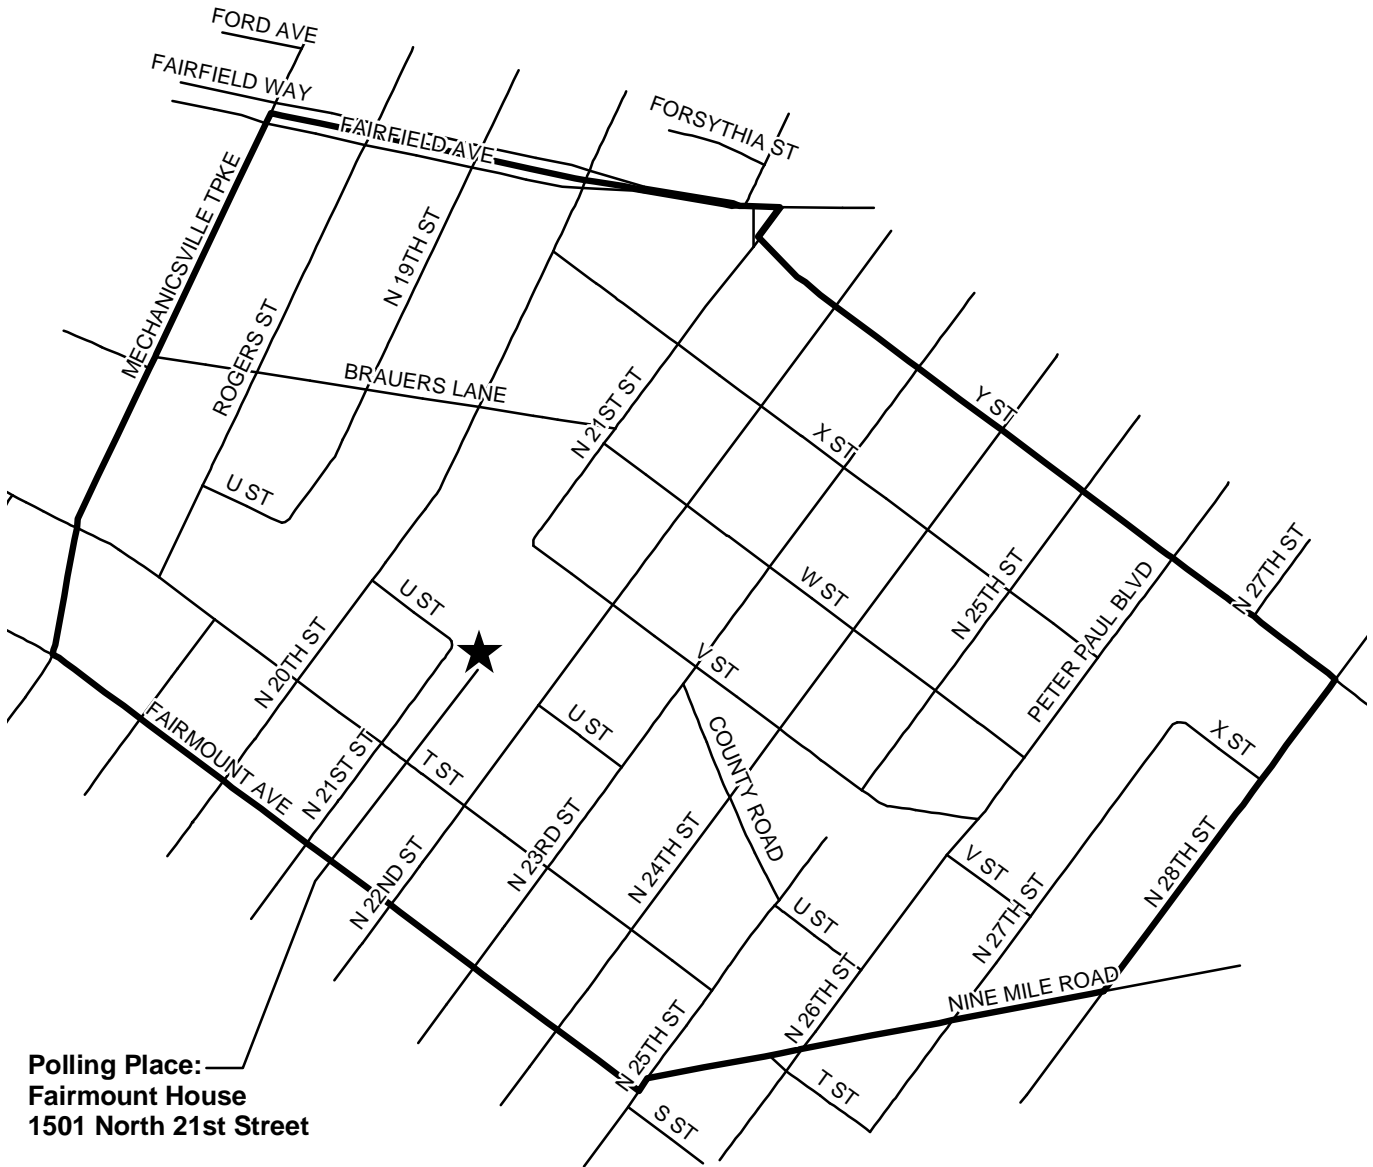 FORD AVE
FAIRFIELD WAY
FAIRFIELD AVE
FORSYTHIA ST
MECHANICSVILLE TPKE
N 19TH ST
ROGERS ST
BRAUERS LANE
N 21ST ST
Y ST
X ST
U ST
N 27TH ST
W ST
N 25TH ST
PETER PAUL BLVD
U ST
N 20TH ST
V ST
FAIRMOUNT AVE
N 21ST ST
T ST
U ST
COUNTY ROAD
X ST
N 23RD ST
N 24TH ST
N 22ND ST
V ST
N 28TH ST
U ST
N 27TH ST
N 26TH ST
NINE MILE ROAD
N 25TH ST
T ST
S ST
Polling Place:
Fairmount House
1501 North 21st Street